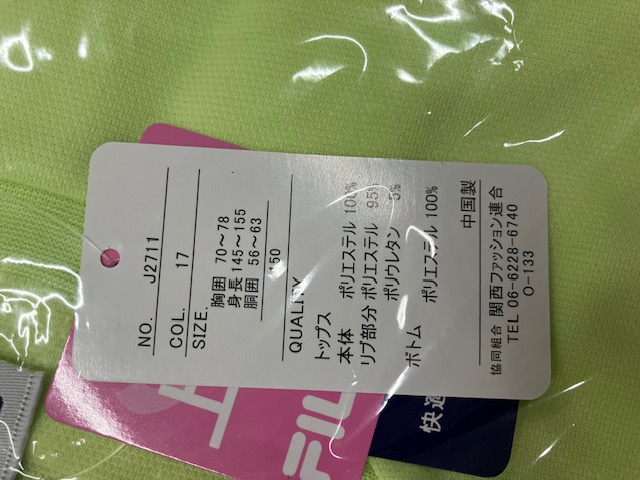 NO. J2711
COL. 17
SIZE.
胸囲 70～78
身長 145～155
胴囲 56～63
150
QUALITY
トップス
本体 ポリエステル 100%
リブ部分 ポリエステル 95%
ポリウレタン 5%
ボトム ポリエステル 100%
中国製
協同組合 関西ファッション連合
TEL 06-6228-6740
O-133
FIL
快適